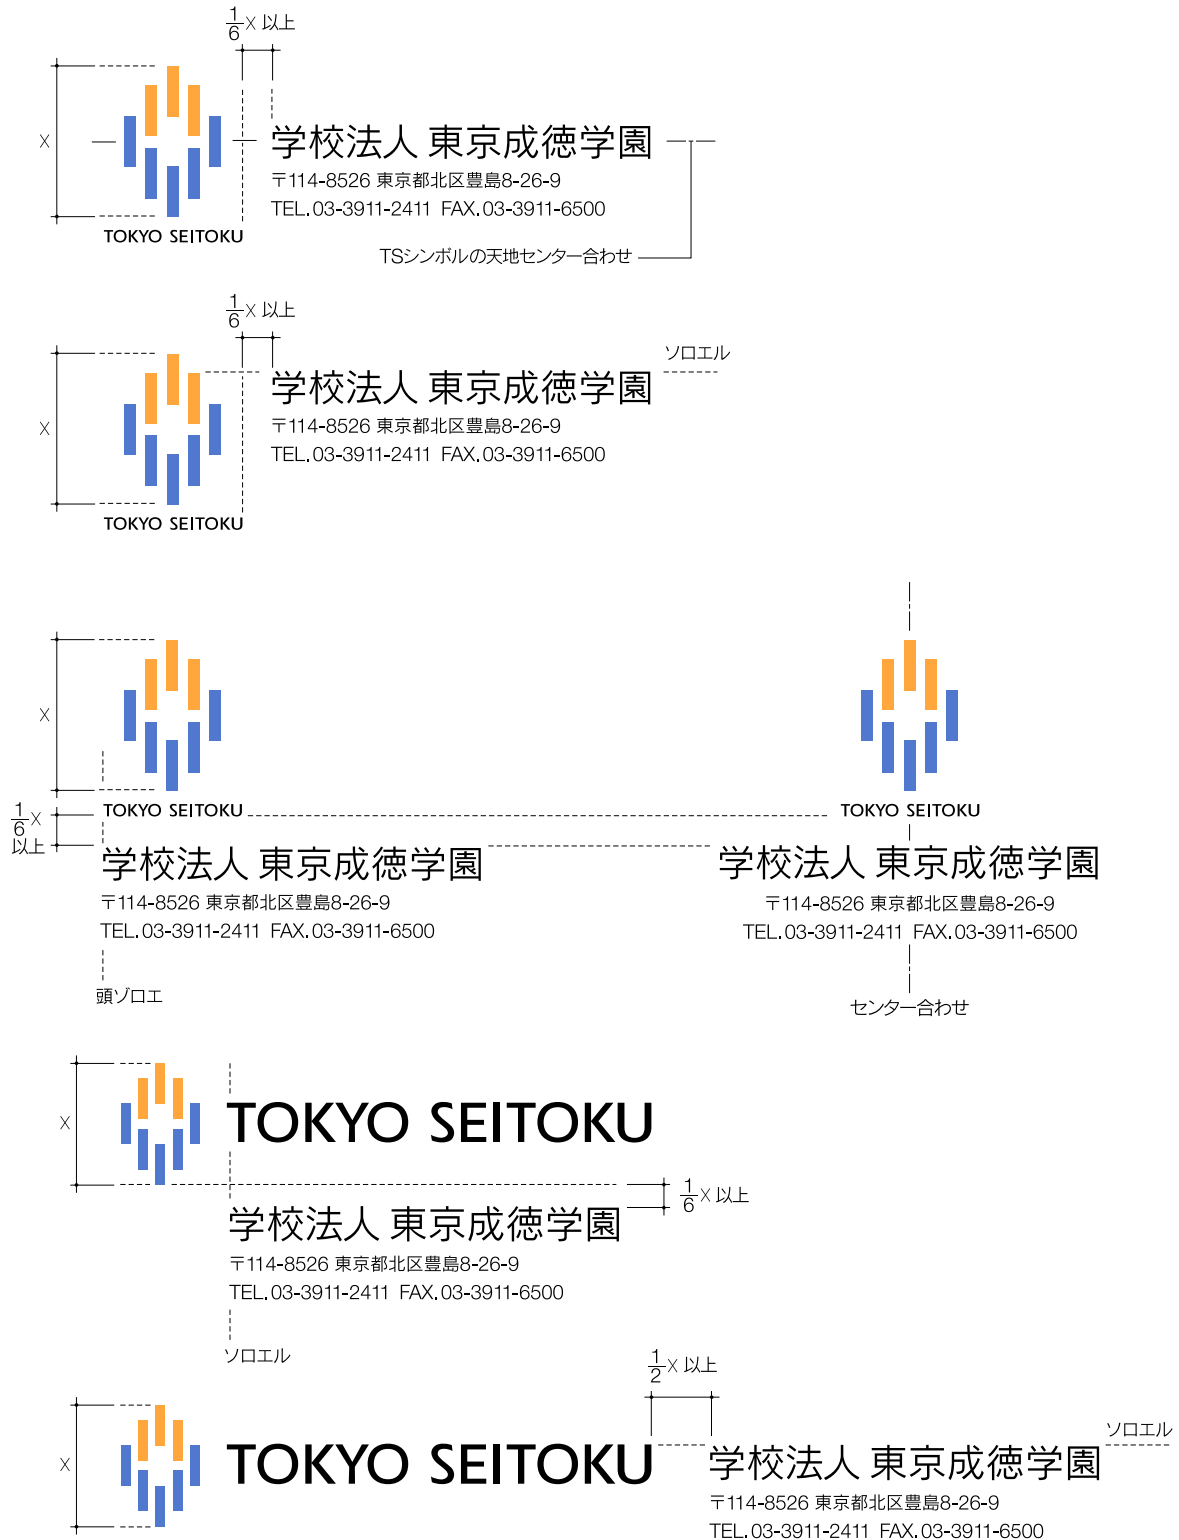 1/6 X 以上
X
学校法人 東京成徳学園
〒114-8526 東京都北区豊島8-26-9
TEL.03-3911-2411 FAX.03-3911-6500
TOKYO SEITOKU
TSシンボルの天地センター合わせ
1/6 X 以上
ソロエル
X
学校法人 東京成徳学園
〒114-8526 東京都北区豊島8-26-9
TEL.03-3911-2411 FAX.03-3911-6500
TOKYO SEITOKU
X
TOKYO SEITOKU
1/6 X
以上
学校法人 東京成徳学園
〒114-8526 東京都北区豊島8-26-9
TEL.03-3911-2411 FAX.03-3911-6500
頭ゾロエ
TOKYO SEITOKU
学校法人 東京成徳学園
〒114-8526 東京都北区豊島8-26-9
TEL.03-3911-2411 FAX.03-3911-6500
センター合わせ
X
TOKYO SEITOKU
1/6 X 以上
学校法人 東京成徳学園
〒114-8526 東京都北区豊島8-26-9
TEL.03-3911-2411 FAX.03-3911-6500
ソロエル
1/2 X 以上
X
TOKYO SEITOKU
ソロエル
学校法人 東京成徳学園
〒114-8526 東京都北区豊島8-26-9
TEL.03-3911-2411 FAX.03-3911-6500